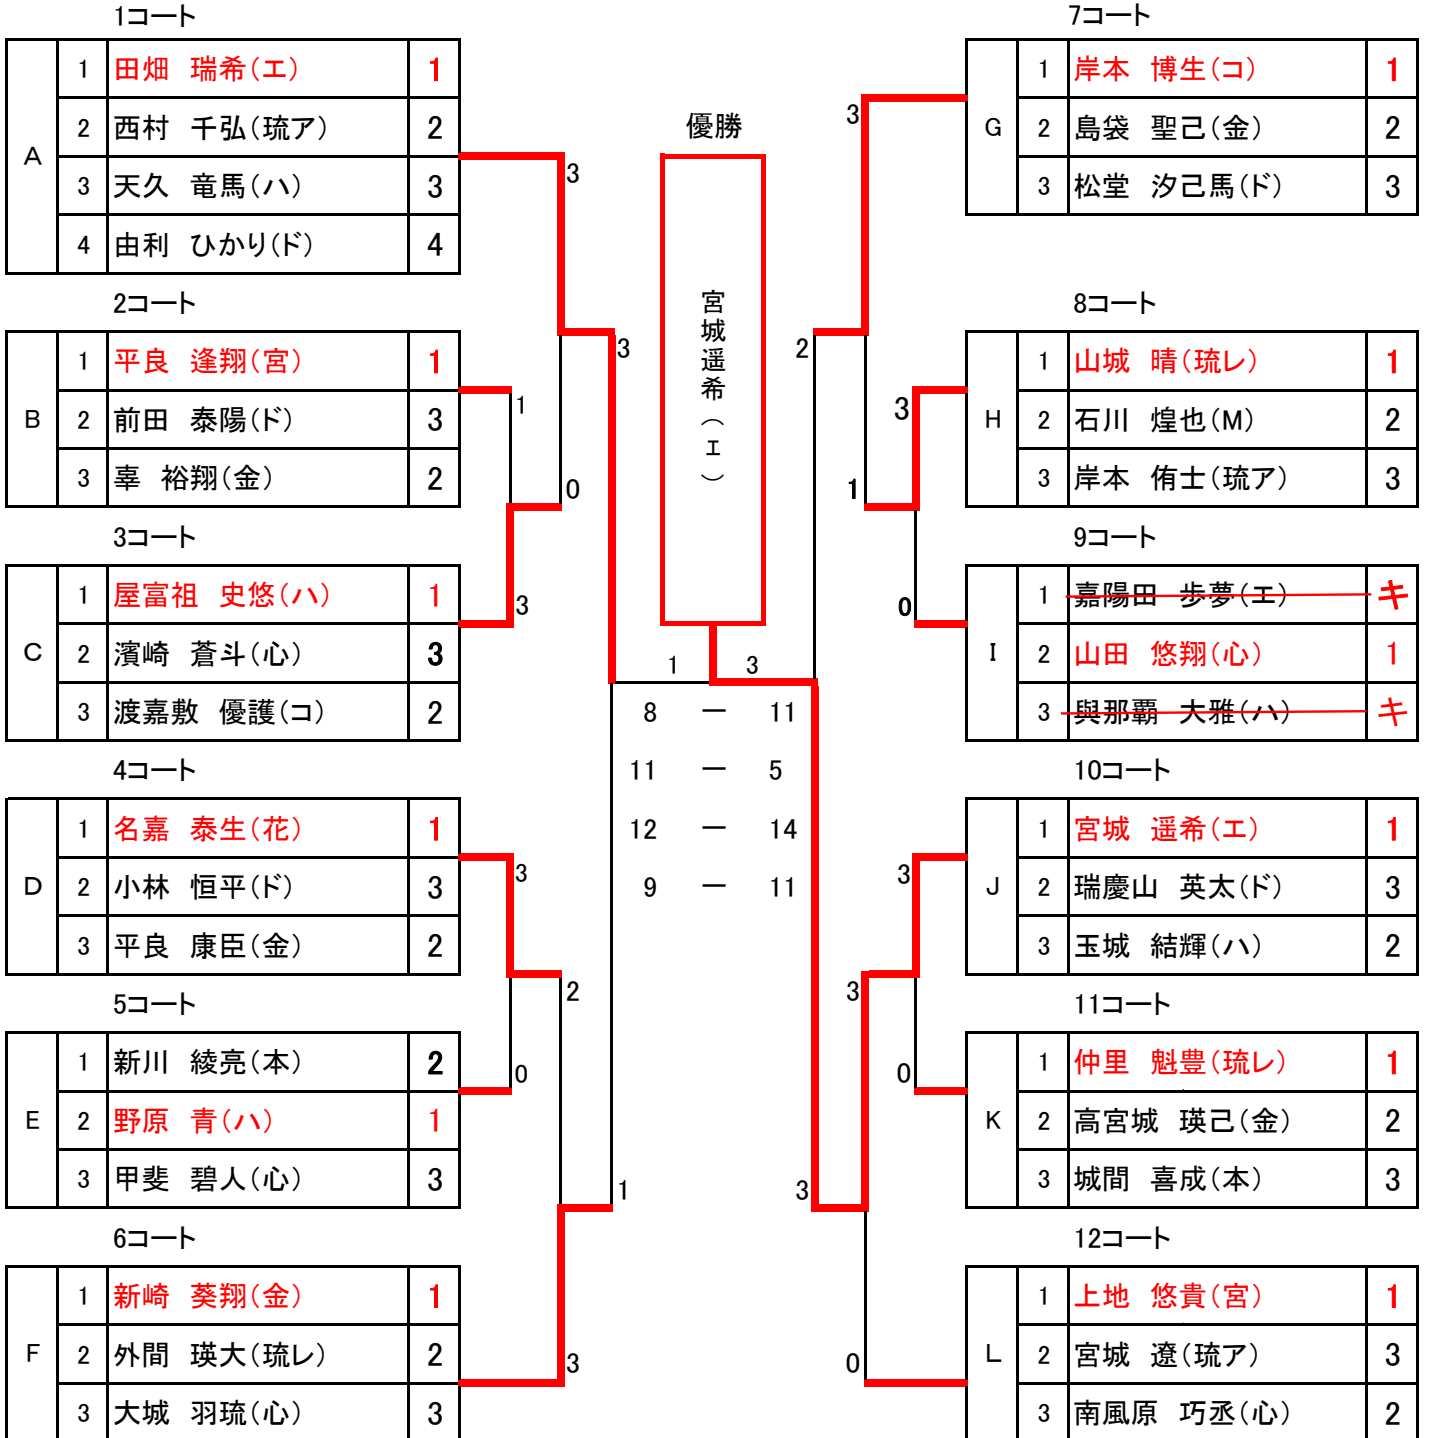 1コート
A
1 田畑 瑞希(エ) 1
2 西村 千弘(琉ア) 2
3 天久 竜馬(ハ) 3
4 由利 ひかり(ド) 4
2コート
B
1 平良 逢翔(宮) 1
2 前田 泰陽(ド) 3
3 辜 裕翔(金) 2
3コート
C
1 屋富祖 史悠(ハ) 1
2 濱崎 蒼斗(心) 3
3 渡嘉敷 優護(コ) 2
4コート
D
1 名嘉 泰生(花) 1
2 小林 恒平(ド) 3
3 平良 康臣(金) 2
5コート
E
1 新川 綾亮(本) 2
2 野原 青(ハ) 1
3 甲斐 碧人(心) 3
6コート
F
1 新崎 葵翔(金) 1
2 外間 瑛大(琉レ) 2
3 大城 羽琉(心) 3
3
1
0
3
3
3
2
0
1
3
優勝
宮城遥希(エ)
1 3
8 ー 11
11 ー 5
12 ー 14
9 ー 11
3
2
3
1
0
3
3
0
3
0
7コート
G
1 岸本 博生(コ) 1
2 島袋 聖己(金) 2
3 松堂 汐己馬(ド) 3
8コート
H
1 山城 晴(琉レ) 1
2 石川 煌也(M) 2
3 岸本 侑士(琉ア) 3
9コート
I
1 嘉陽田 歩夢(エ) キ
2 山田 悠翔(心) 1
3 與那覇 大雅(ハ) キ
10コート
J
1 宮城 遥希(エ) 1
2 瑞慶山 英太(ド) 3
3 玉城 結輝(ハ) 2
11コート
K
1 仲里 魁豊(琉レ) 1
2 高宮城 瑛己(金) 2
3 城間 喜成(本) 3
12コート
L
1 上地 悠貴(宮) 1
2 宮城 遼(琉ア) 3
3 南風原 巧丞(心) 2